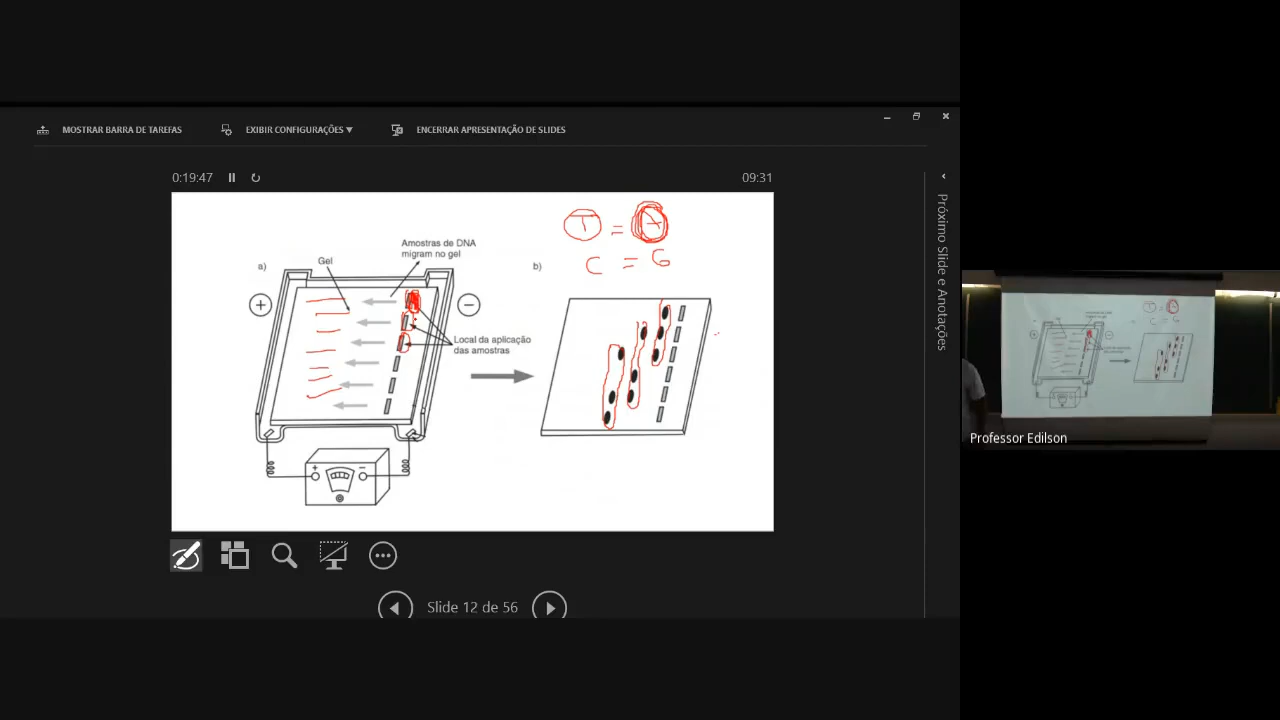 MOSTRAR BARRA DE TAREFAS
EXIBIR CONFIGURAÇÕES ▼
ENCERRAR APRESENTAÇÃO DE SLIDES
0:19:47
09:31
Próximo Slide e Anotações
a)
Gel
Amostras de DNA
migram no gel
+
−
Local da aplicação
das amostras
+ −
b)
T = A
C = G
Slide 12 de 56
Professor Edilson